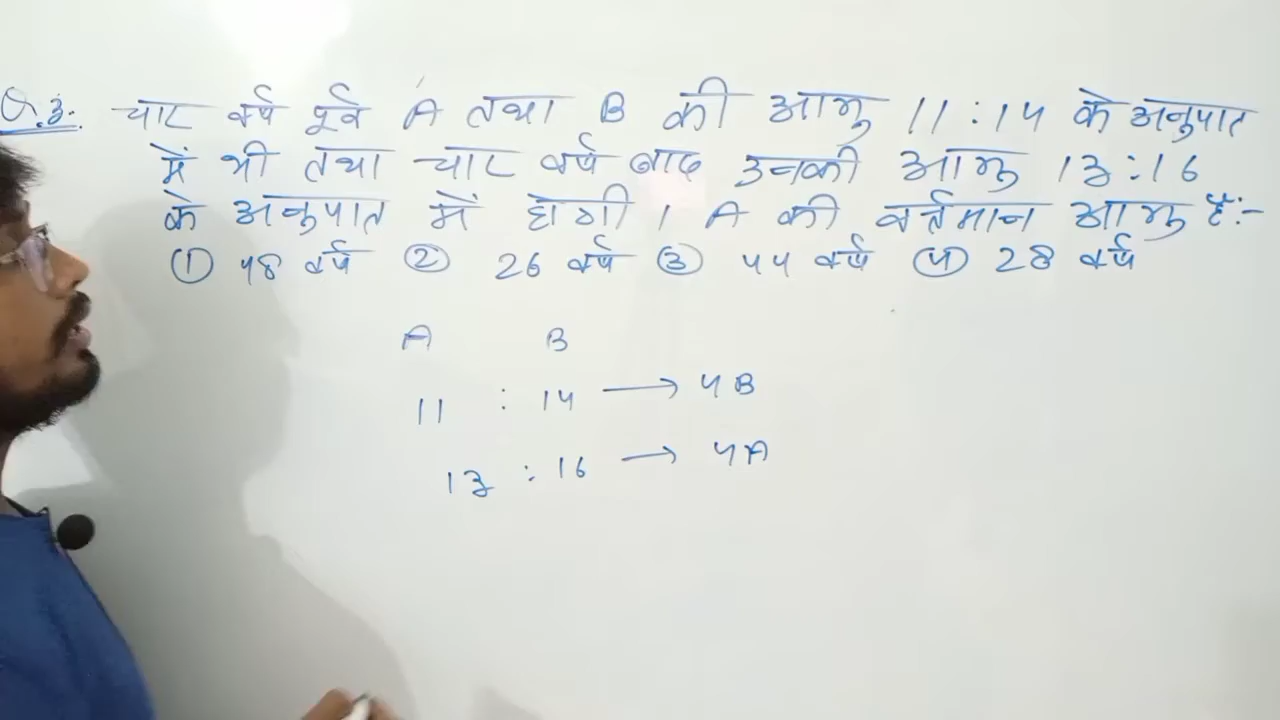 Q.3. चार वर्ष पूर्व A तथा B की आयु 11:14 के अनुपात
में थी तथा चार वर्ष बाद उनकी आयु 13:16
के अनुपात में होगी। A की वर्तमान आयु है:-
① 48 वर्ष ② 26 वर्ष ③ 44 वर्ष ④ 28 वर्ष
A B
11 : 14 → 4B
13 : 16 → 4A